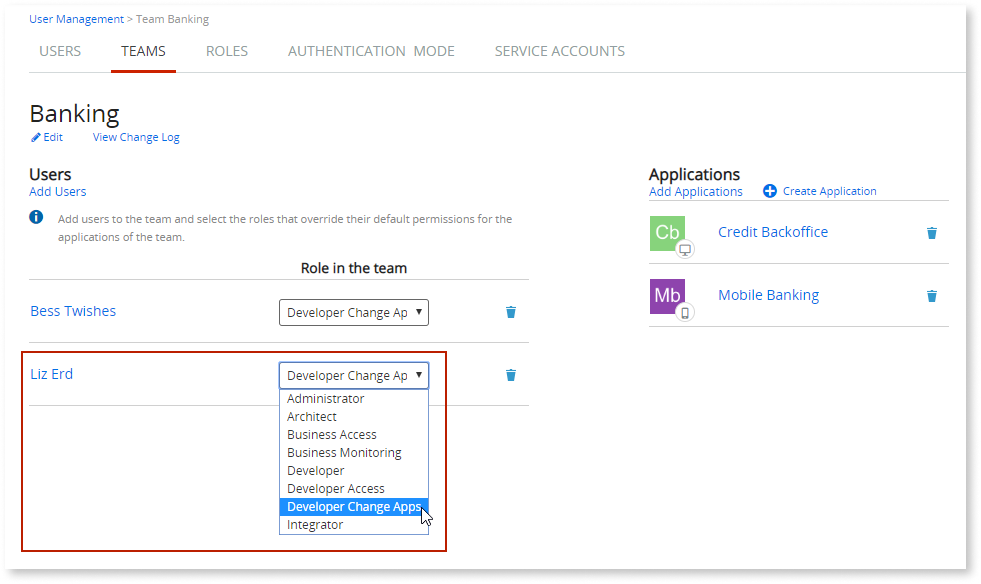 User Management > Team Banking
USERS TEAMS ROLES AUTHENTICATION MODE SERVICE ACCOUNTS
Banking
Edit View Change Log
Users
Add Users
Add users to the team and select the roles that override their default permissions for the
applications of the team.
Role in the team
Bess Twishes Developer Change Ap
Liz Erd Developer Change Ap
Administrator
Architect
Business Access
Business Monitoring
Developer
Developer Access
Developer Change Apps
Integrator
Applications
Add Applications Create Application
Cb Credit Backoffice
Mb Mobile Banking